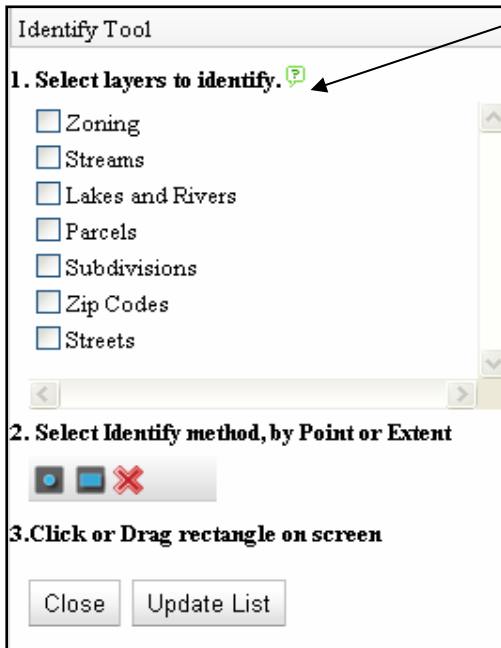 Identify Tool
1. Select layers to identify. ?
Zoning
Streams
Lakes and Rivers
Parcels
Subdivisions
Zip Codes
Streets
2. Select Identify method, by Point or Extent
3.Click or Drag rectangle on screen
Close Update List